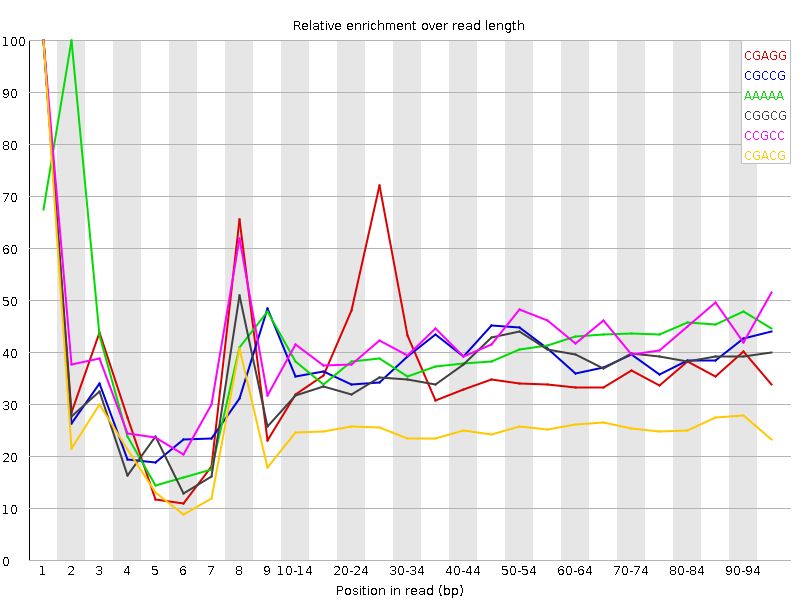 Relative enrichment over read length
100
90
80
70
60
50
40
30
20
10
0
CGAGG
CGCCG
AAAAA
CGGCG
CCGCC
CGACG
1 2 3 4 5 6 7 8 9 10-14 20-24 30-34 40-44 50-54 60-64 70-74 80-84 90-94
Position in read (bp)